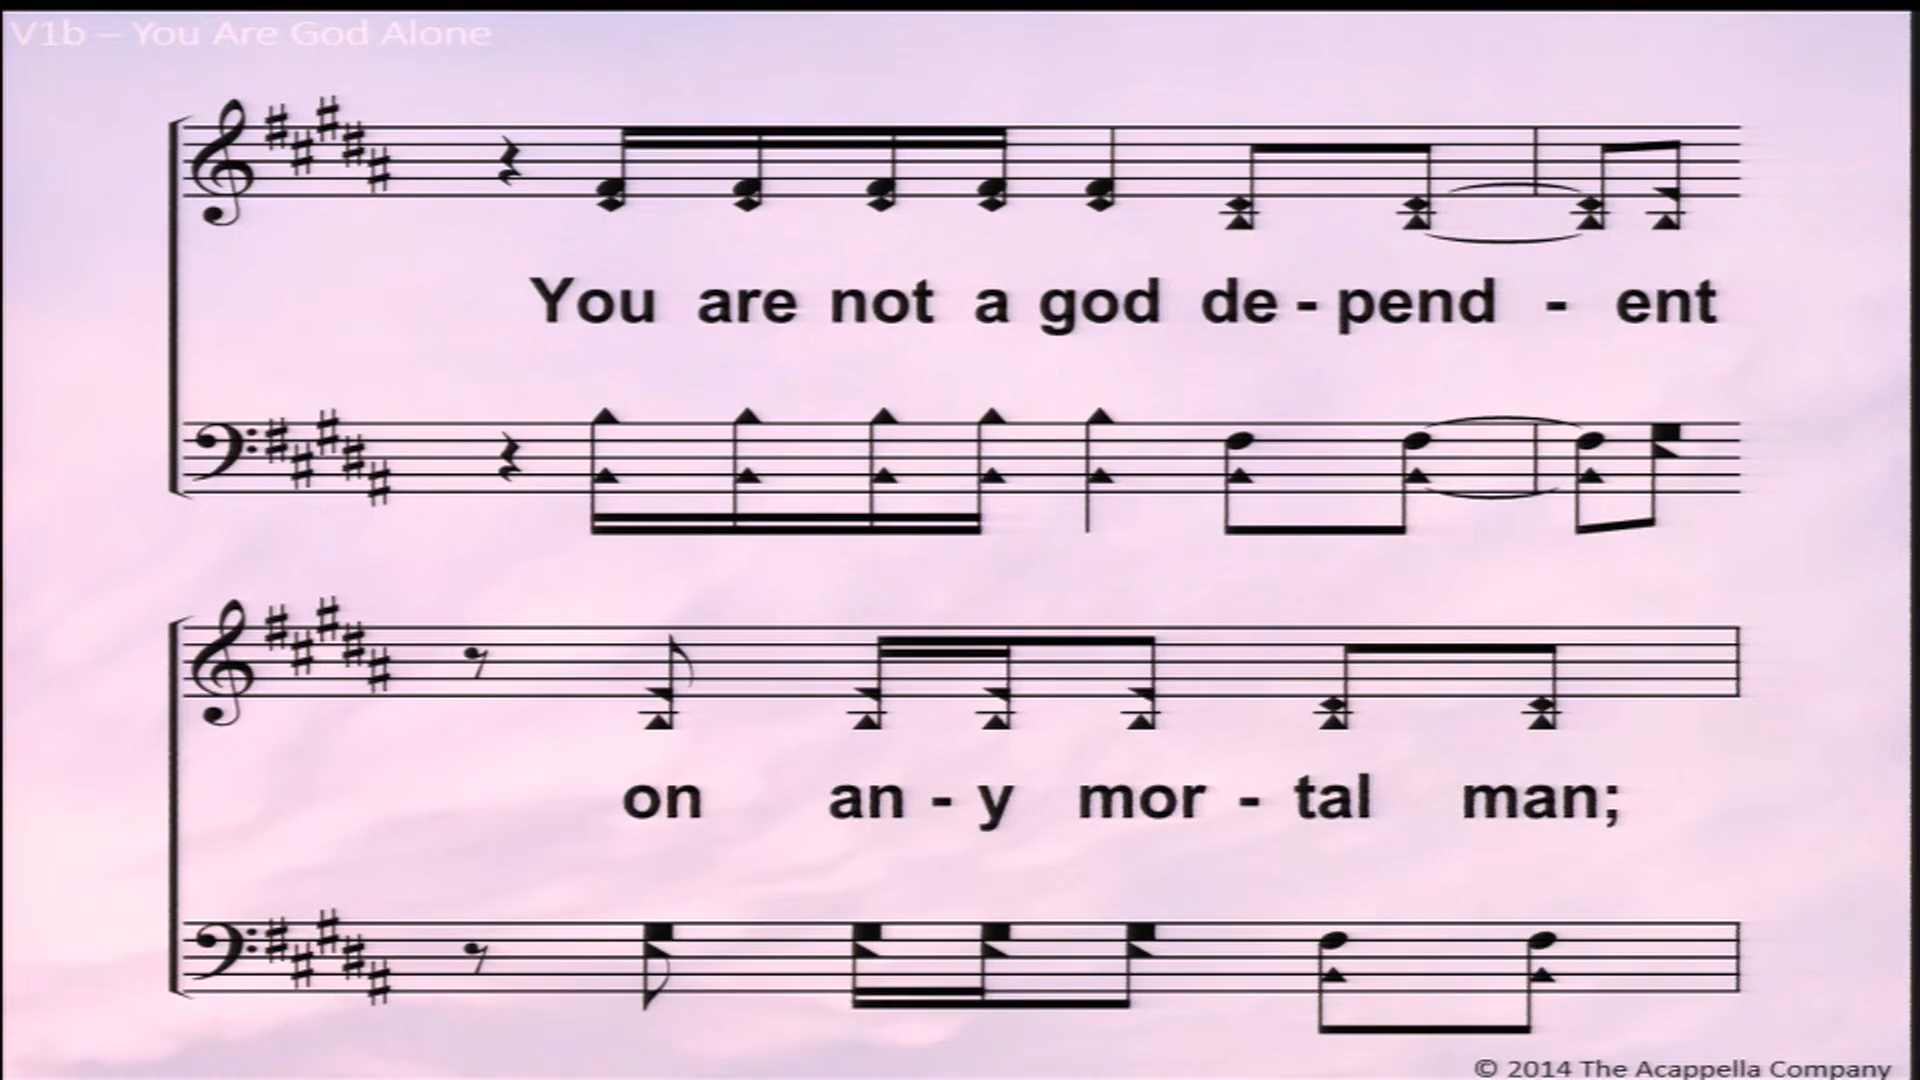 V1b – You Are God Alone
You are not a god de - pend - ent
on an - y mor - tal man;
© 2014 The Acappella Company